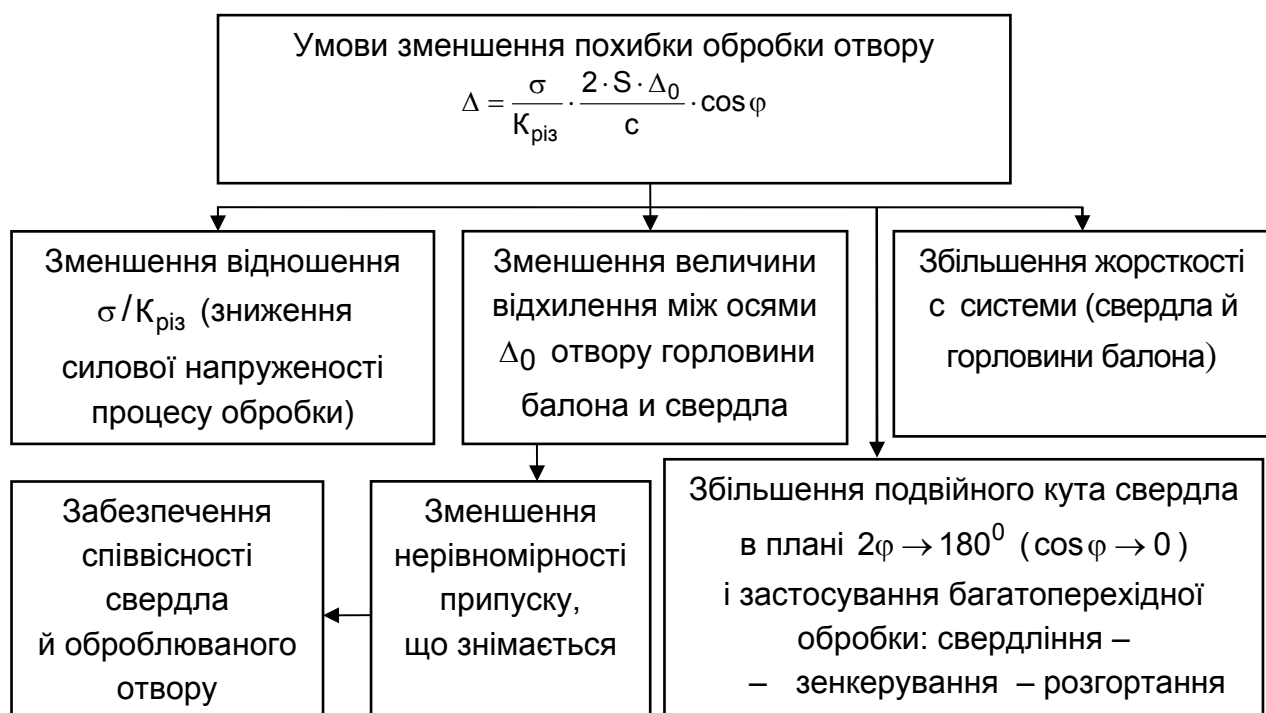 Умови зменшення похибки обробки отвору
Δ = σ/Kріз · 2·S·Δ₀/c · cos φ
Зменшення відношення
σ/Kріз (зниження
силової напруженості
процесу обробки)
Зменшення величини
відхилення між осями
Δ₀ отвору горловини
балона и свердла
Збільшення жорсткості
с системи (свердла й
горловини балона)
Забезпечення
співвісності
свердла
й оброблюваного
отвору
Зменшення
нерівномірності
припуску,
що знімається
Збільшення подвійного кута свердла
в плані 2φ → 180⁰ (cos φ → 0)
і застосування багатоперехідної
обробки: свердління –
– зенкерування – розгортання